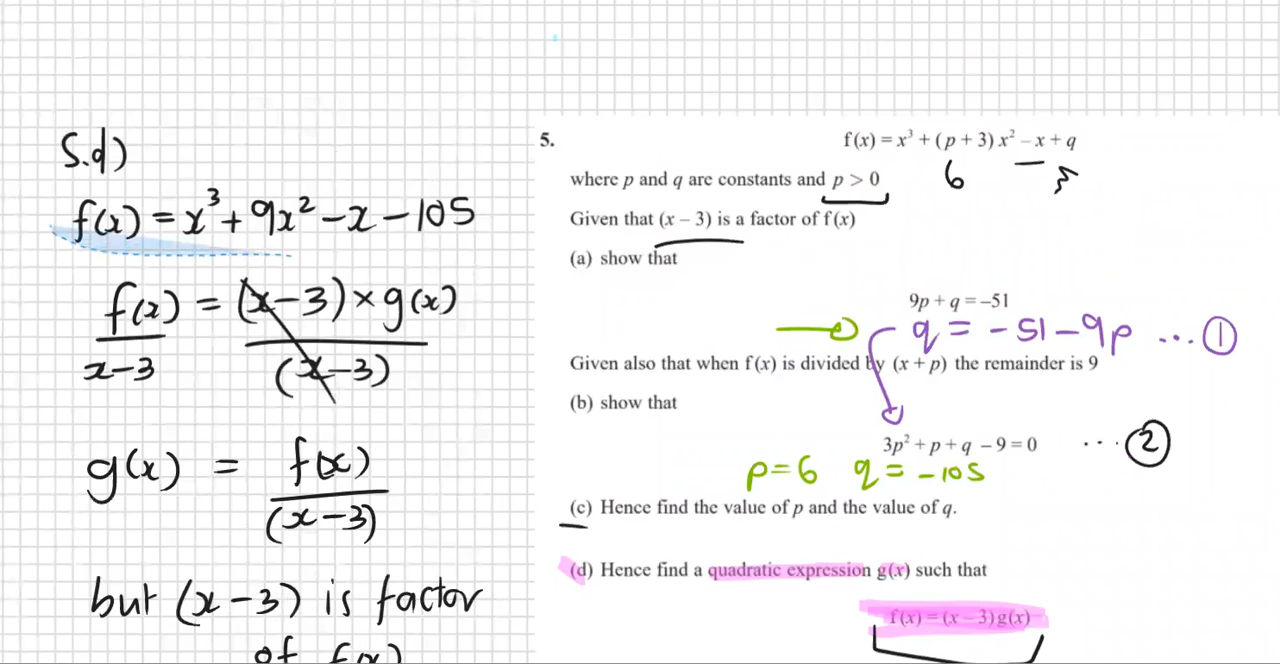 5.d)
f(x) = x³ + 9x² - x - 105
f(x) / x-3 = (x-3) × g(x) / (x-3)
g(x) = f(x) / (x-3)
but (x-3) is factor
of f(x)
5.
f(x) = x³ + (p + 3) x² – x + q
6
where p and q are constants and p > 0
Given that (x – 3) is a factor of f(x)
(a) show that
9p + q = –51
q = -51-9p ... ①
Given also that when f(x) is divided by (x + p) the remainder is 9
(b) show that
3p² + p + q – 9 = 0 ... ②
p=6 q = -105
(c) Hence find the value of p and the value of q.
(d) Hence find a quadratic expression g(x) such that
f(x) = (x – 3)g(x)